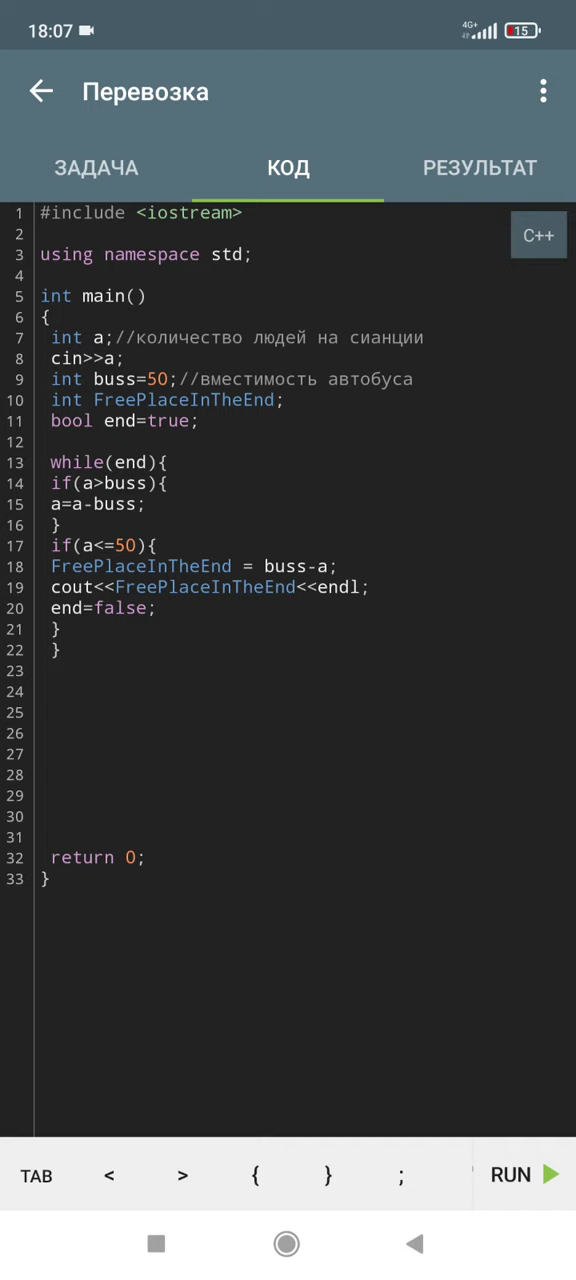 18:07
4G+
15
Перевозка
ЗАДАЧА
КОД
РЕЗУЛЬТАТ
C++
1 #include <iostream>
2
3 using namespace std;
4
5 int main()
6 {
7 int a;//количество людей на сианции
8 cin>>a;
9 int buss=50;//вместимость автобуса
10 int FreePlaceInTheEnd;
11 bool end=true;
12
13 while(end){
14 if(a>buss){
15 a=a-buss;
16 }
17 if(a<=50){
18 FreePlaceInTheEnd = buss-a;
19 cout<<FreePlaceInTheEnd<<endl;
20 end=false;
21 }
22 }
23
24
25
26
27
28
29
30
31
32 return 0;
33 }
TAB < > { } ; " RUN